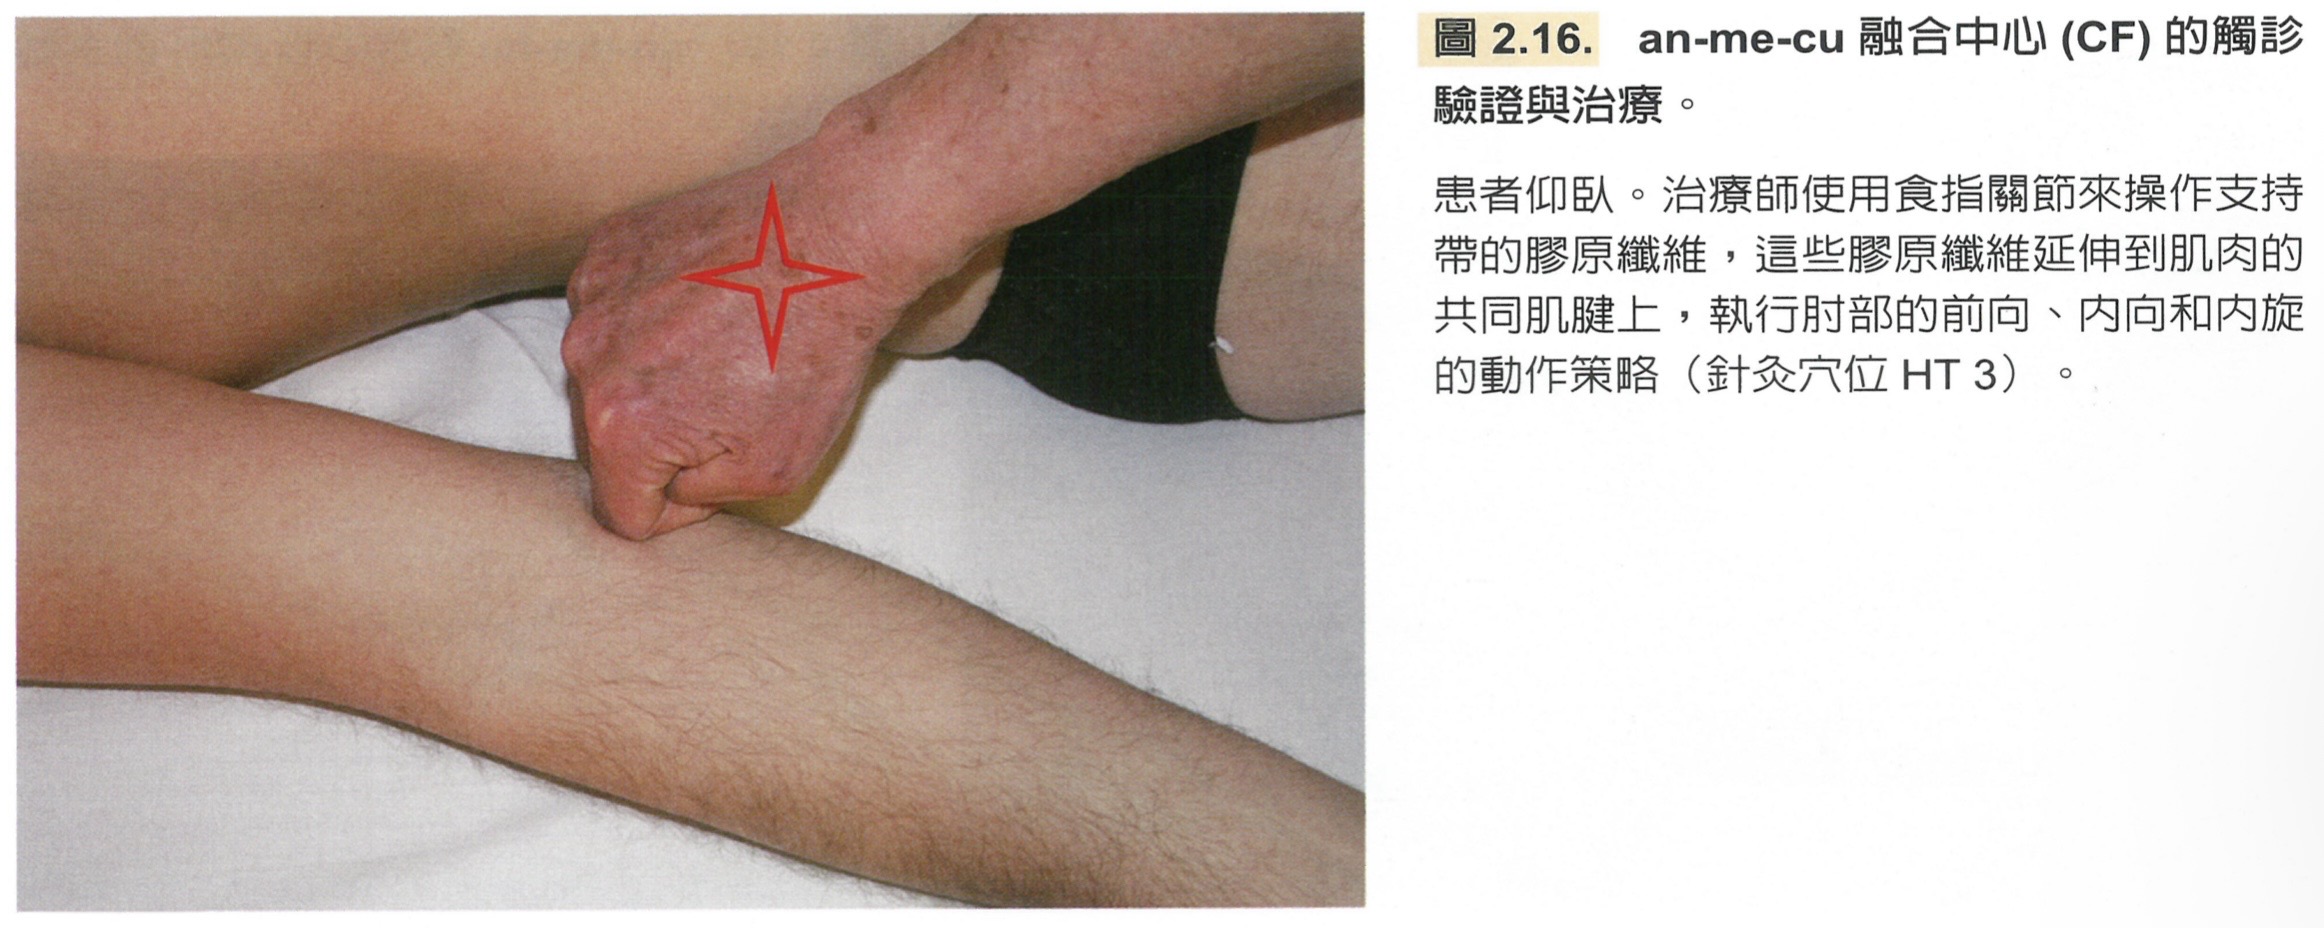 圖 2.16. an-me-cu 融合中心 (CF) 的觸診
驗證與治療。
患者仰臥。治療師使用食指關節來操作支持
帶的膠原纖維，這些膠原纖維延伸到肌肉的
共同肌腱上，執行肘部的前向、内向和内旋
的動作策略（針灸穴位 HT 3）。